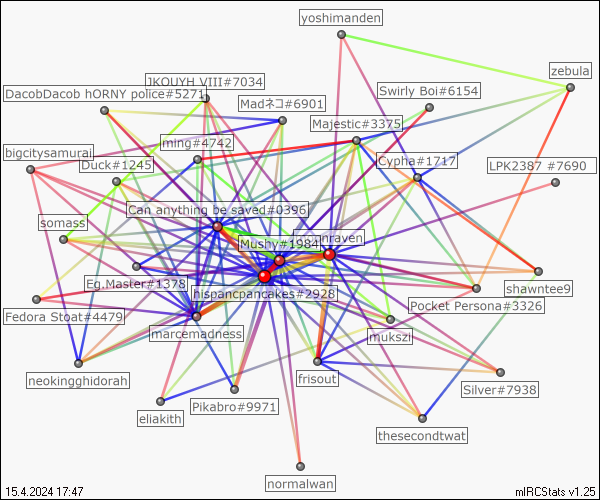 yoshimanden
zebula
JKOUYH VIII#7034
DacobDacob hORNY police#5271
Swirly Boi#6154
Madネコ#6901
Majestic#3375
ming#4742
bigcitysamurai
Duck#1245
Cypha#1717
LPK2387 #7690
Can anything be saved#0396
somass
Mushy#1984
Eg.Master#1378
hispancpancakes#2928
shawntee9
Pocket Persona#3326
Fedora Stoat#4479
marcemadness
mukszi
neokingghidorah
frisout
Silver#7938
eliakith
Pikabro#9971
thesecondtwat
normalwan
15.4.2024 17:47
mIRCStats v1.25